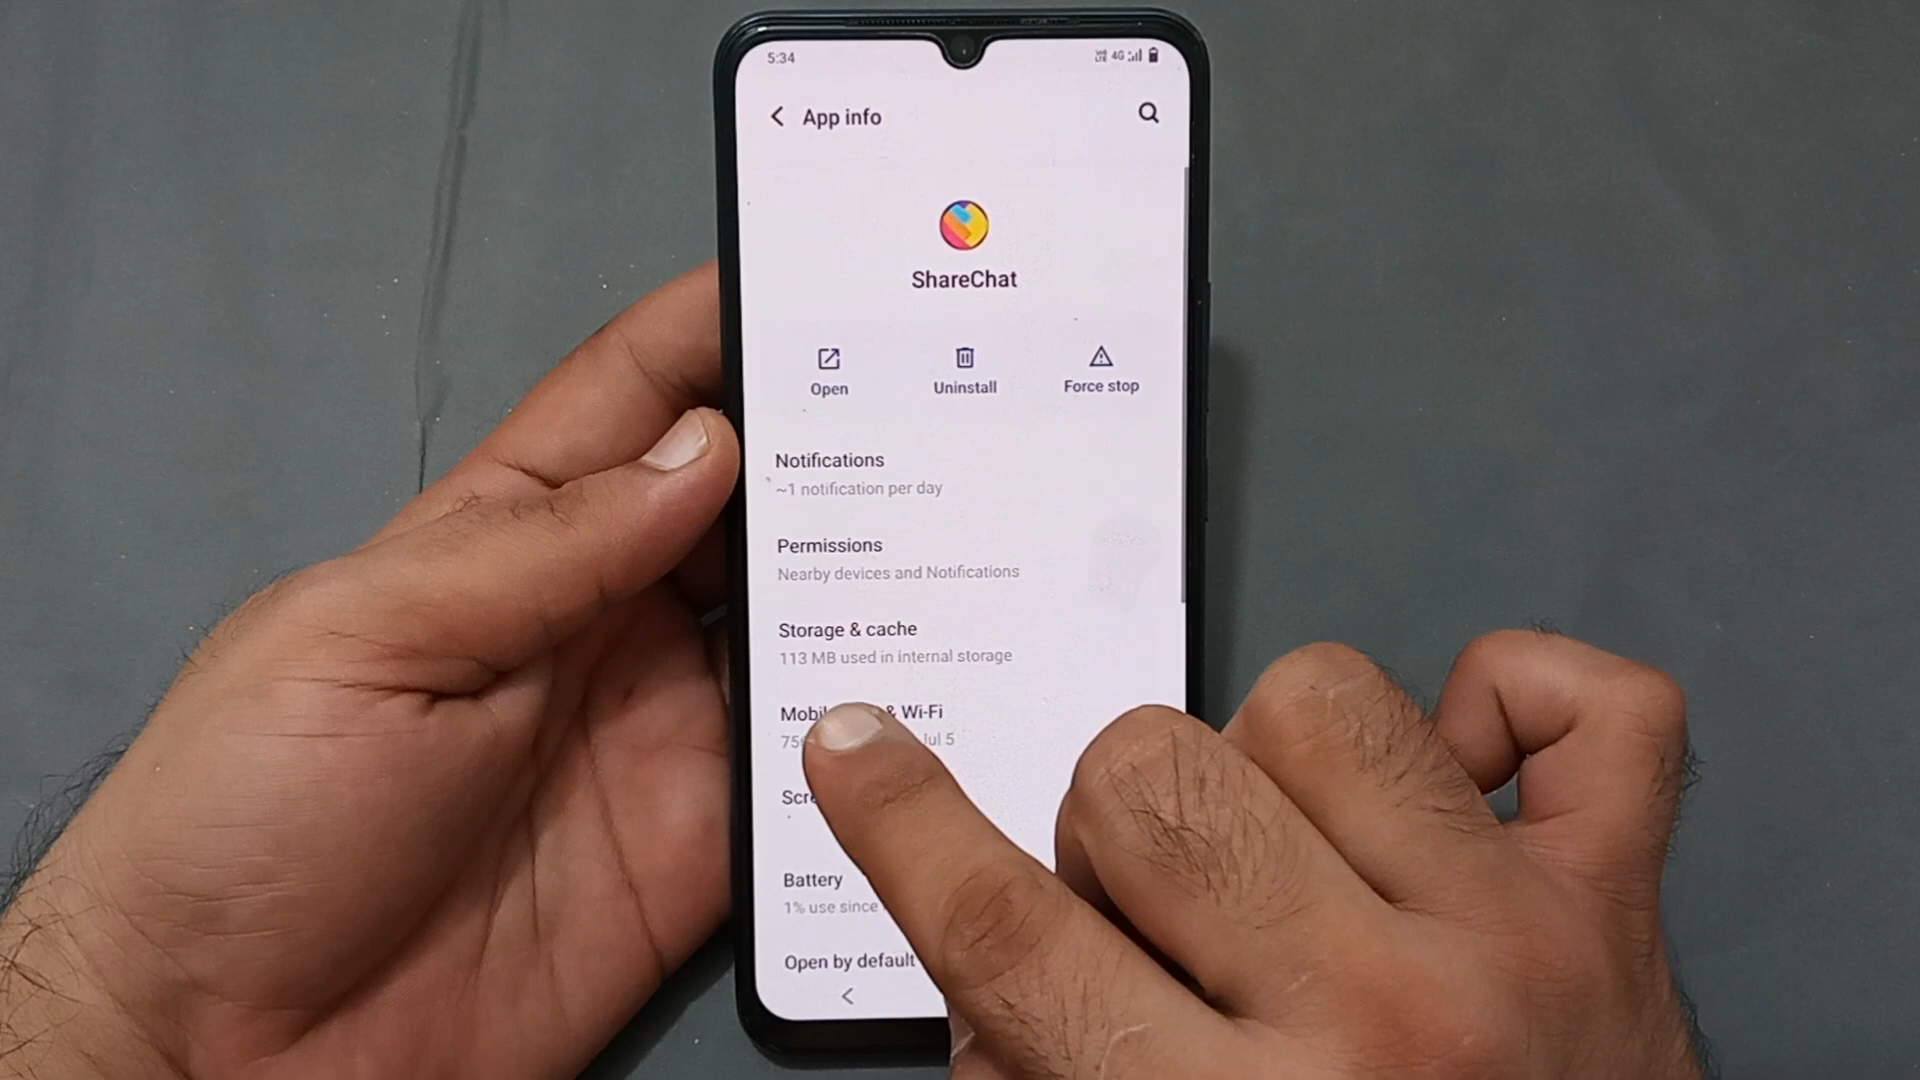 5:34
4G
App info
ShareChat
Open
Uninstall
Force stop
Notifications
~1 notification per day
Permissions
Nearby devices and Notifications
Storage & cache
113 MB used in internal storage
& Wi-Fi
Jul 5
Battery
1% use since
Open by default